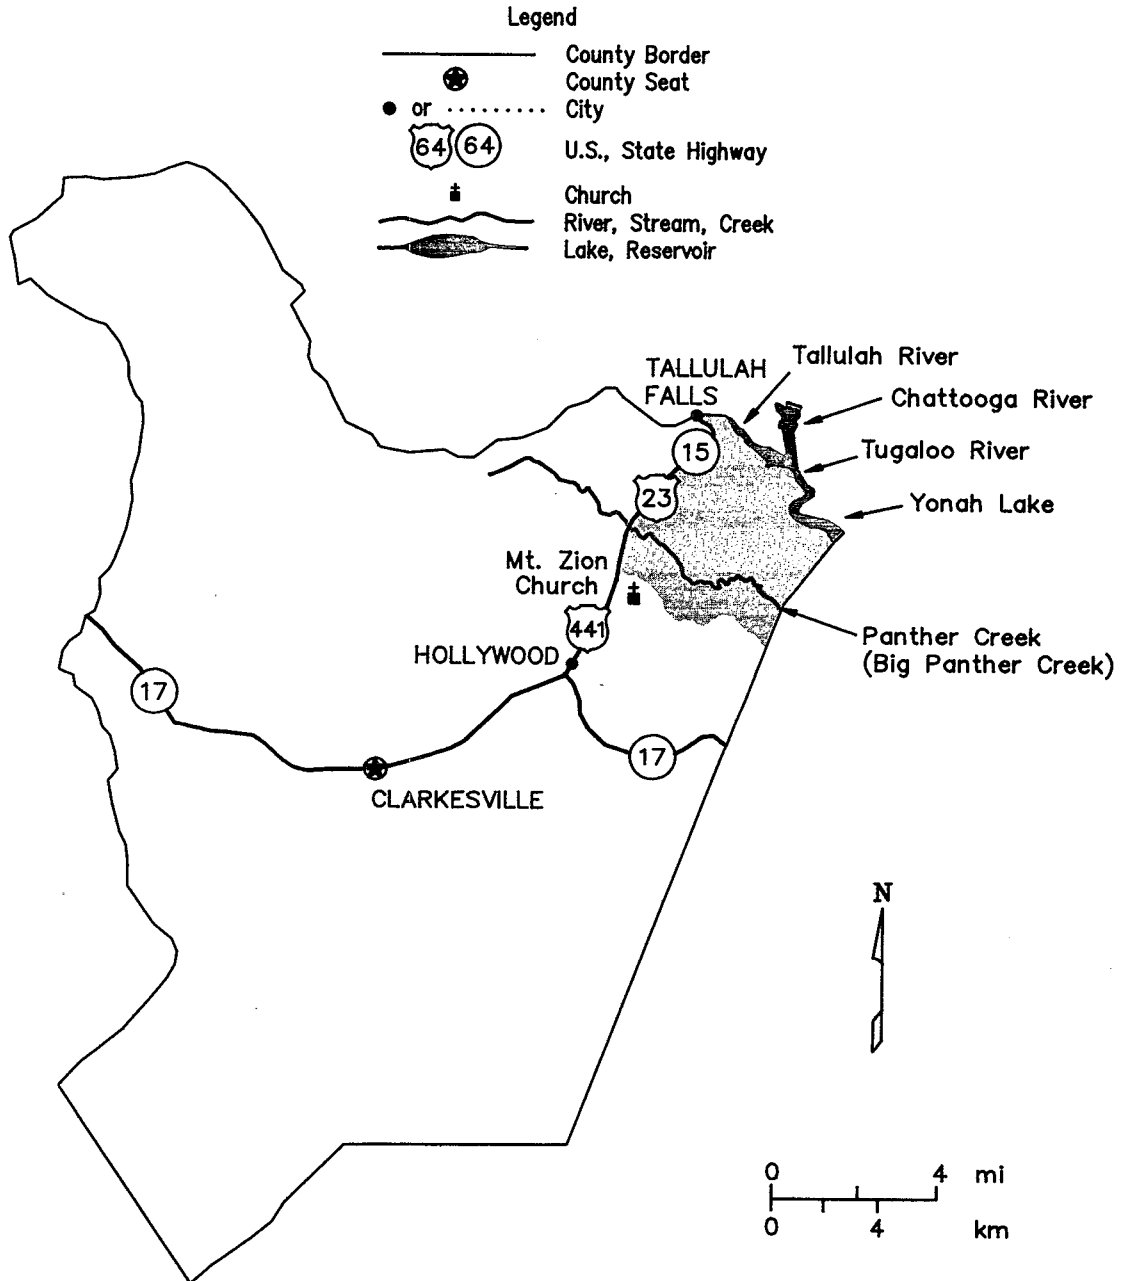 Legend
County Border
County Seat
or
City
64 64
U.S., State Highway
Church
River, Stream, Creek
Lake, Reservoir
TALLULAH
FALLS
Tallulah River
Chattooga River
15
Tugaloo River
23
Yonah Lake
Mt. Zion
Church
441
HOLLYWOOD
Panther Creek
(Big Panther Creek)
17
17
CLARKESVILLE
N
0 4 mi
0 4 km